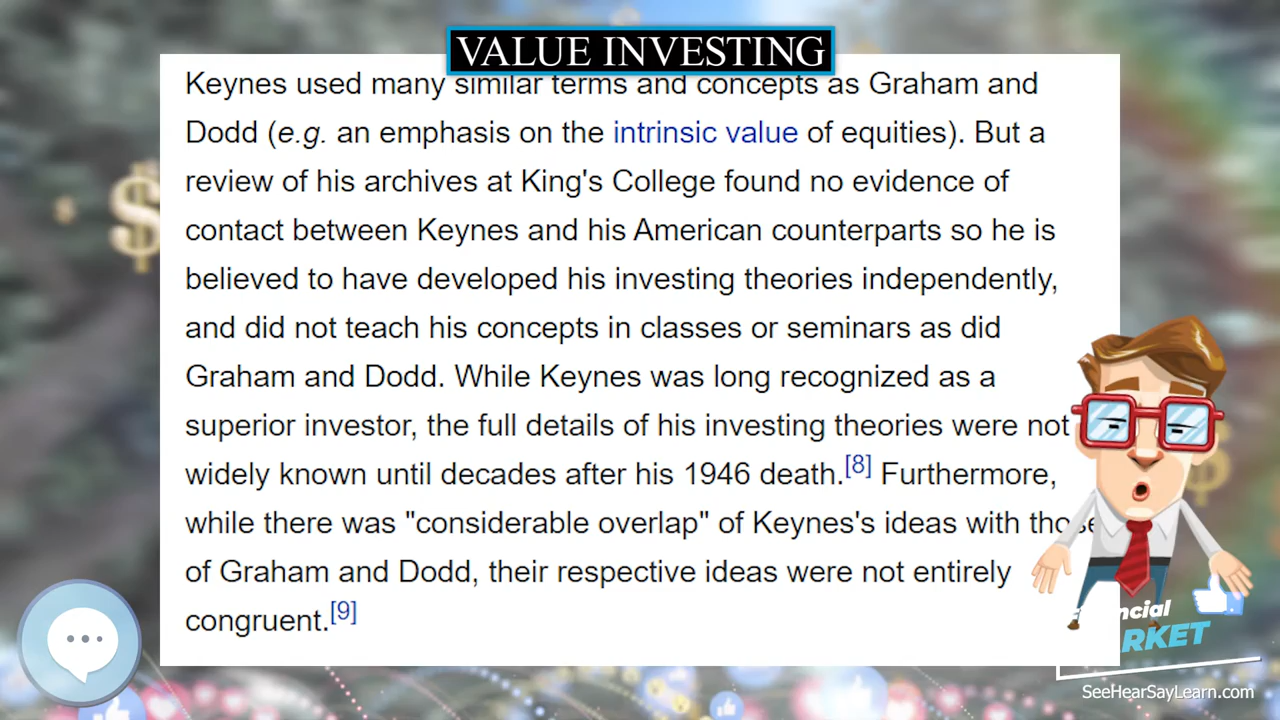 VALUE INVESTING
Keynes used many similar terms and concepts as Graham and
Dodd (e.g. an emphasis on the intrinsic value of equities). But a
review of his archives at King's College found no evidence of
contact between Keynes and his American counterparts so he is
believed to have developed his investing theories independently,
and did not teach his concepts in classes or seminars as did
Graham and Dodd. While Keynes was long recognized as a
superior investor, the full details of his investing theories were not
widely known until decades after his 1946 death.[8] Furthermore,
while there was "considerable overlap" of Keynes's ideas with those
of Graham and Dodd, their respective ideas were not entirely
congruent.[9]
SeeHearSayLearn.com